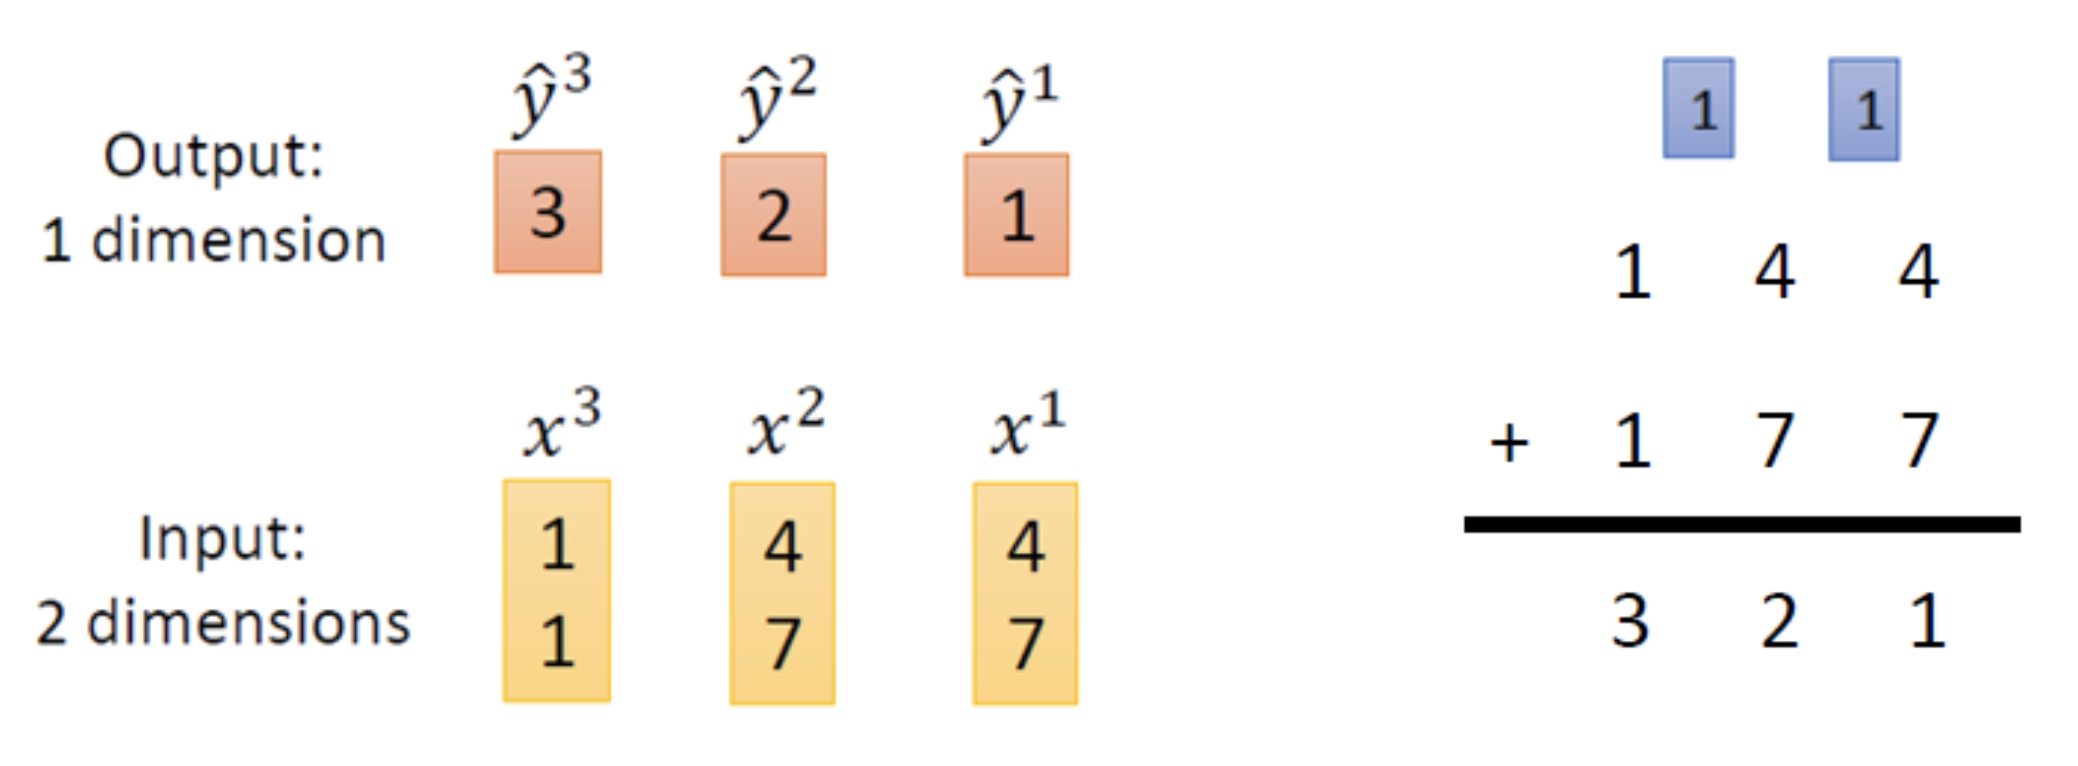 ŷ³ ŷ² ŷ¹
Output:
1 dimension
3 2 1
x³ x² x¹
Input:
2 dimensions
1 4 4
1 7 7
1 1
1 4 4
+ 1 7 7
3 2 1